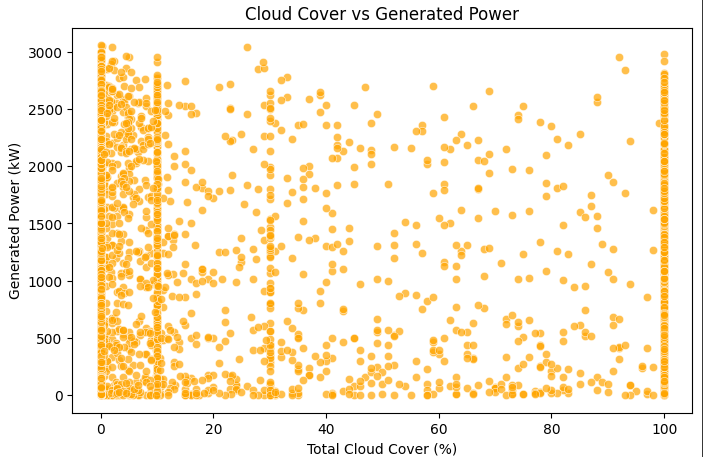 Cloud Cover vs Generated Power
3000
2500
2000
1500
1000
500
0
Generated Power (kW)
0 20 40 60 80 100
Total Cloud Cover (%)